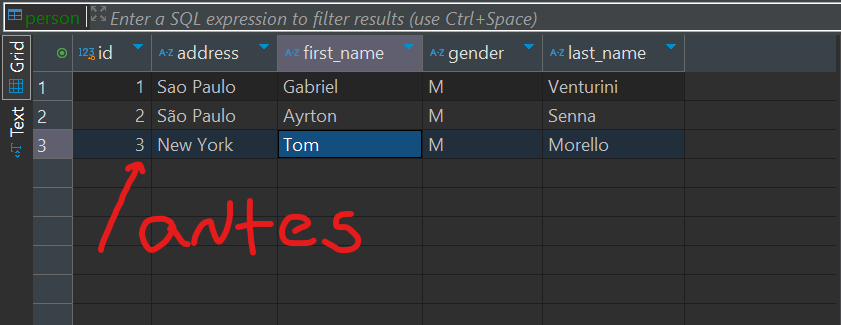 person Enter a SQL expression to filter results (use Ctrl+Space)
Grid
Text
123 id A-Z address A-Z first_name A-Z gender A-Z last_name
1 1 Sao Paulo Gabriel M Venturini
2 2 São Paulo Ayrton M Senna
3 3 New York Tom M Morello
antes